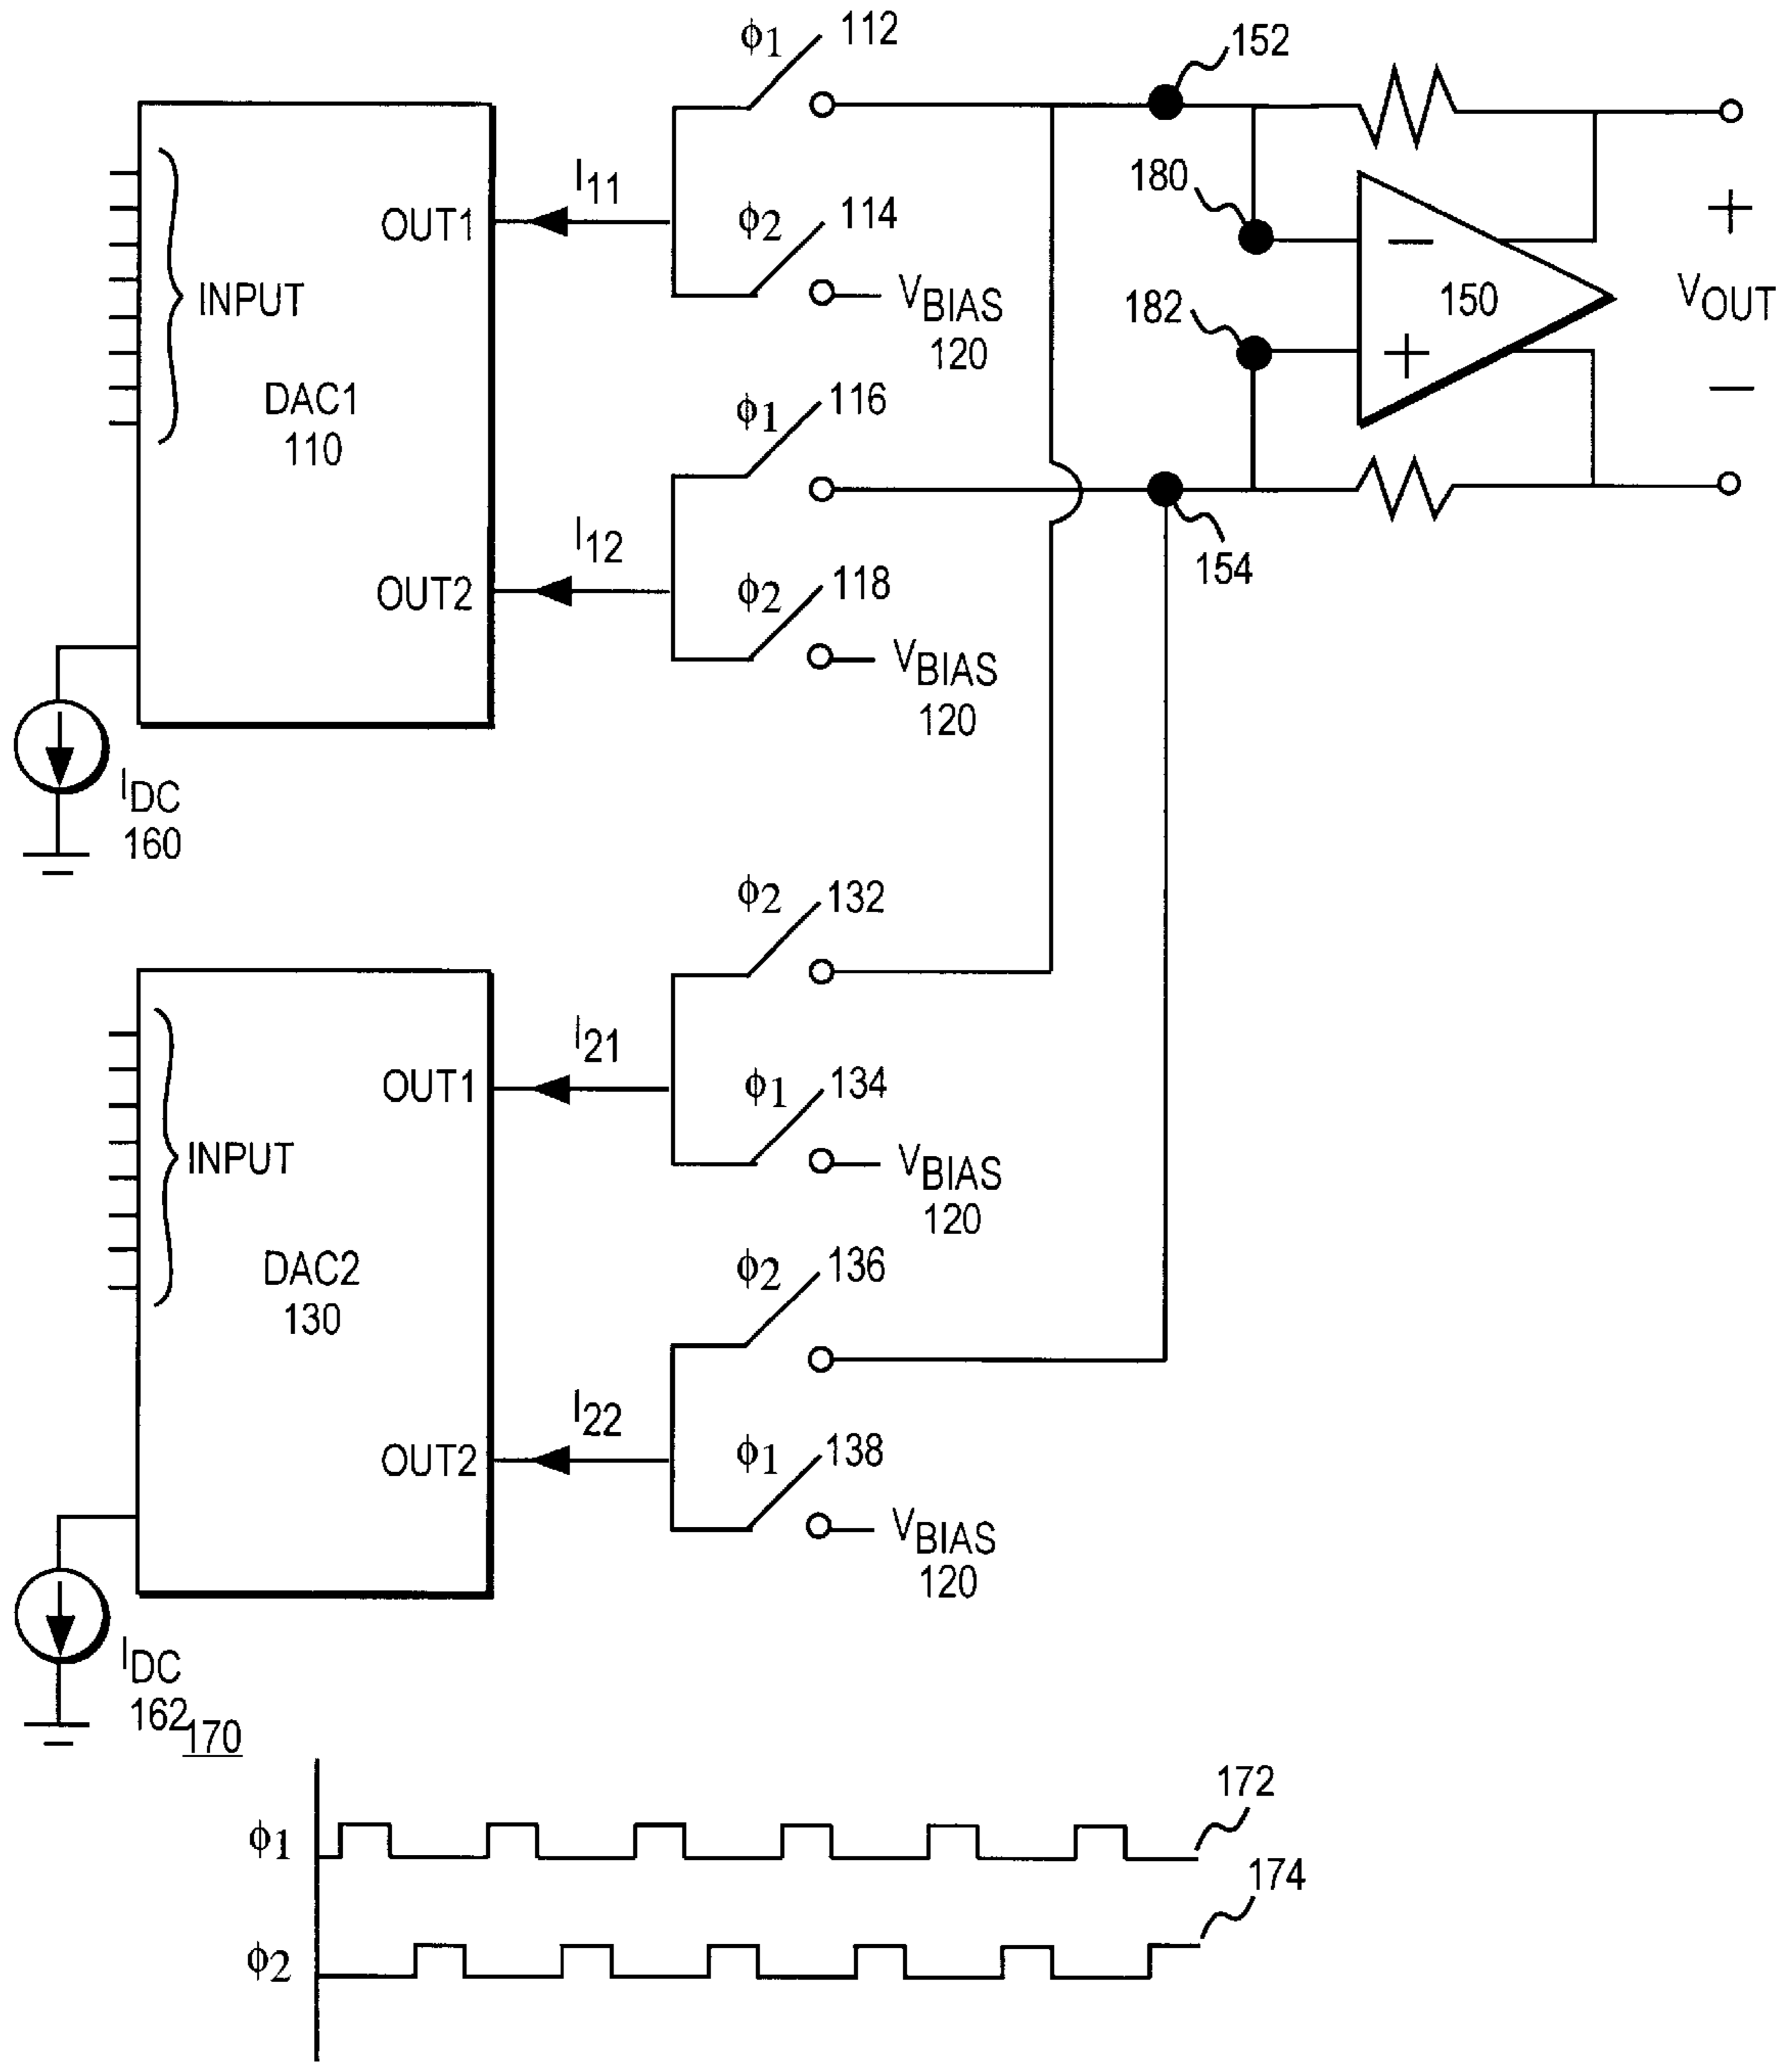 ϕ1 112
152
I11
OUT1
ϕ2 114
180
−
+
INPUT
VBIAS
120
182
150
VOUT
+
−
DAC1
110
ϕ1 116
I12
OUT2
ϕ2 118
154
VBIAS
120
IDC
160
ϕ2 132
I21
OUT1
ϕ1 134
INPUT
VBIAS
120
DAC2
130
ϕ2 136
I22
OUT2
ϕ1 138
VBIAS
120
IDC
162
170
ϕ1
172
ϕ2
174